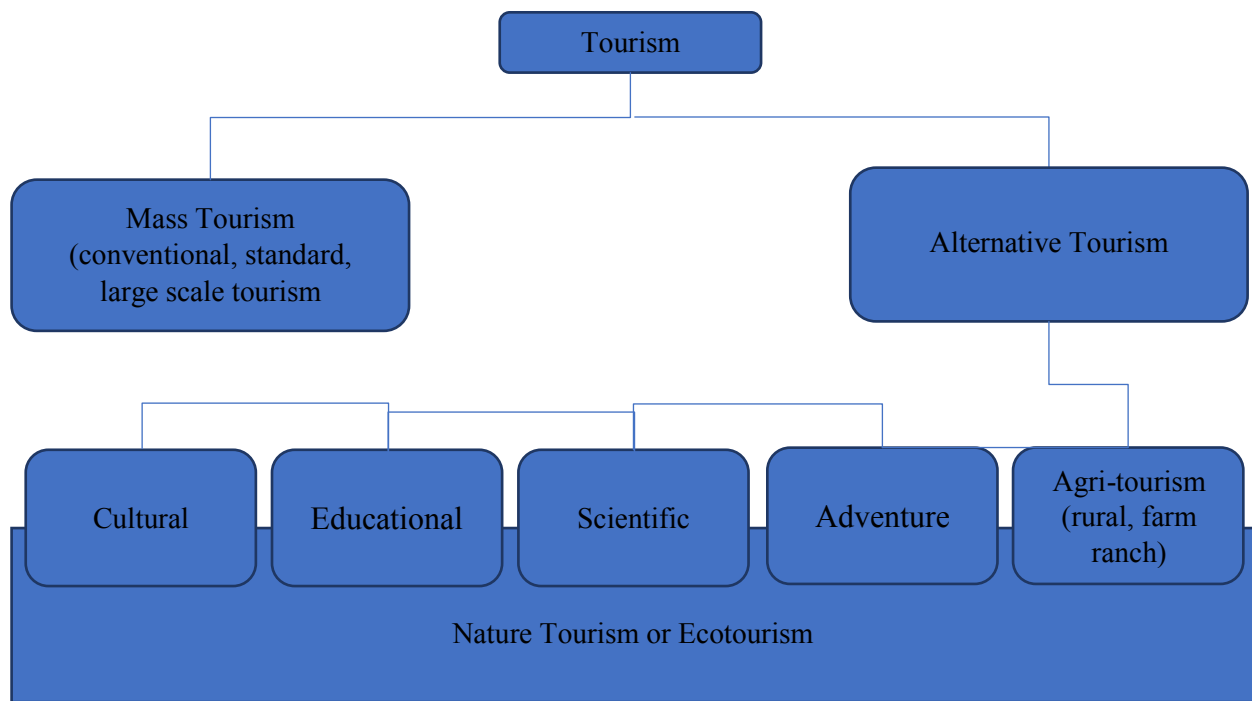 Tourism
Mass Tourism
(conventional, standard,
large scale tourism
Alternative Tourism
Cultural
Educational
Scientific
Adventure
Agri-tourism
(rural, farm
ranch)
Nature Tourism or Ecotourism